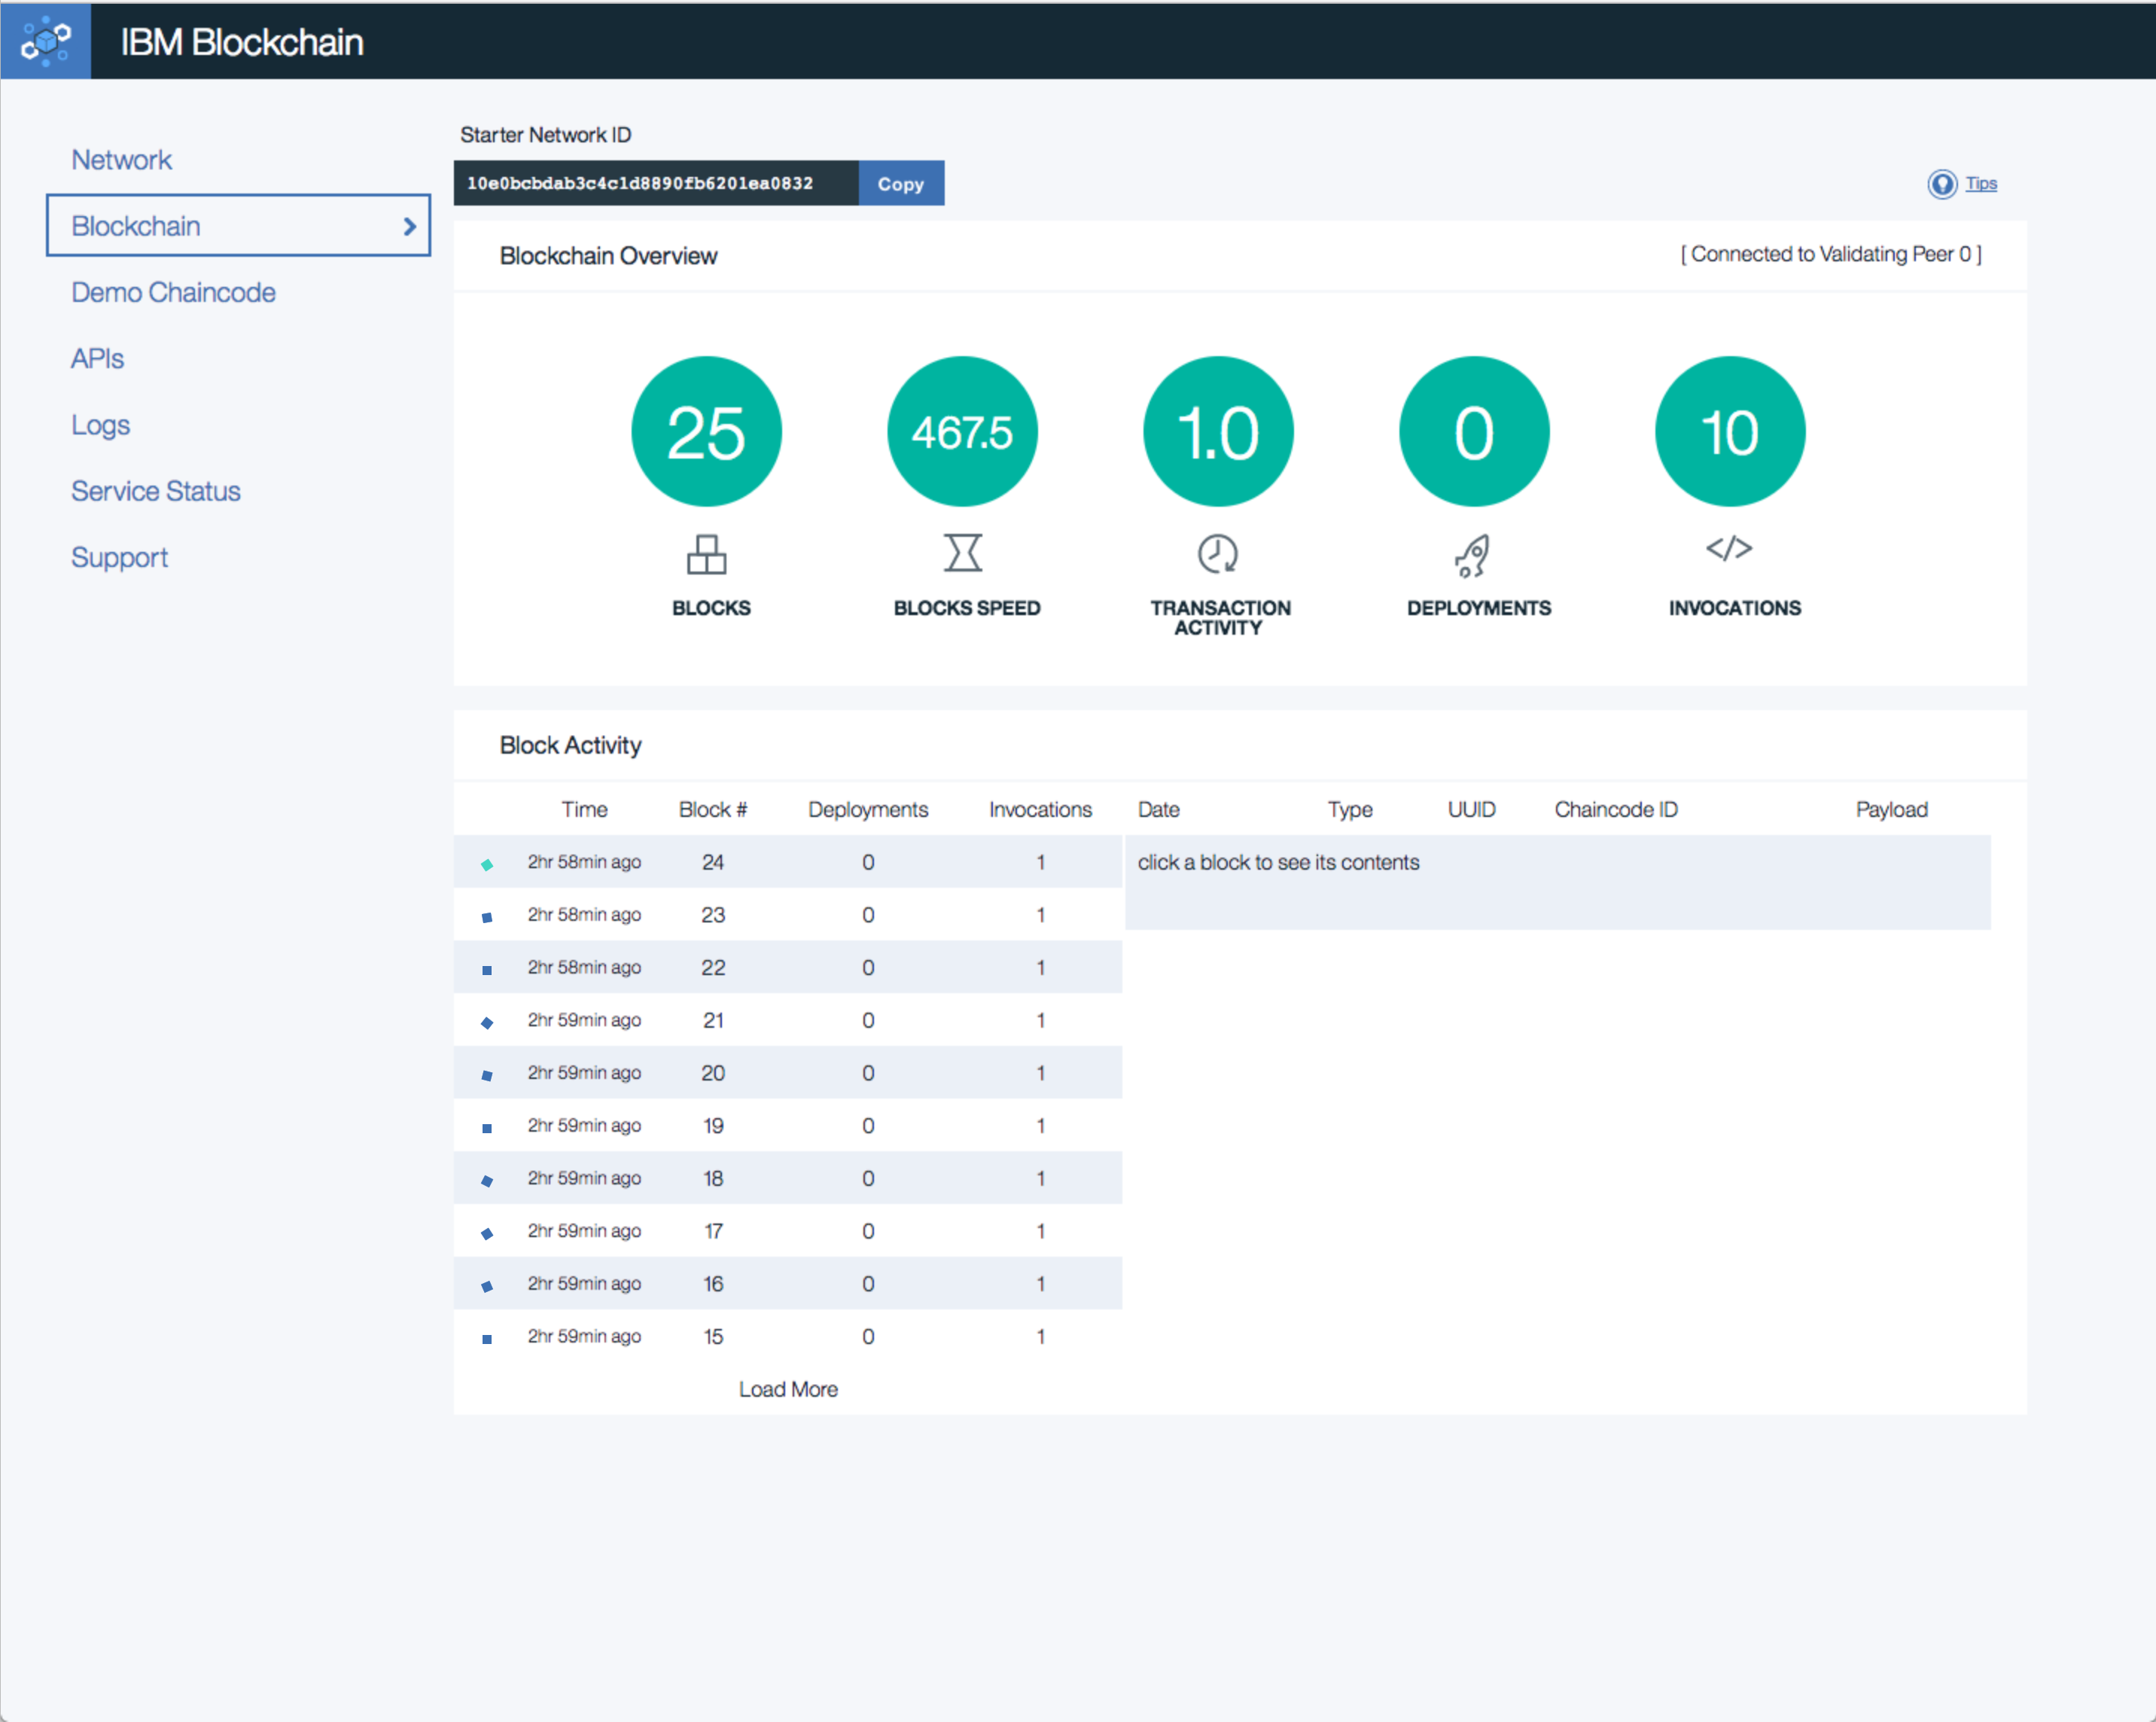 IBM Blockchain
Network
Blockchain
Demo Chaincode
APIs
Logs
Service Status
Support
Starter Network ID
10e0bcbdab3c4c1d8890fb6201ea0832 Copy
Tips
Blockchain Overview [ Connected to Validating Peer 0 ]
25 467.5 1.0 0 10
</>
BLOCKS BLOCKS SPEED TRANSACTION ACTIVITY DEPLOYMENTS INVOCATIONS
Block Activity
Time Block # Deployments Invocations Date Type UUID Chaincode ID Payload
2hr 58min ago 24 0 1 click a block to see its contents
2hr 58min ago 23 0 1
2hr 58min ago 22 0 1
2hr 59min ago 21 0 1
2hr 59min ago 20 0 1
2hr 59min ago 19 0 1
2hr 59min ago 18 0 1
2hr 59min ago 17 0 1
2hr 59min ago 16 0 1
2hr 59min ago 15 0 1
Load More